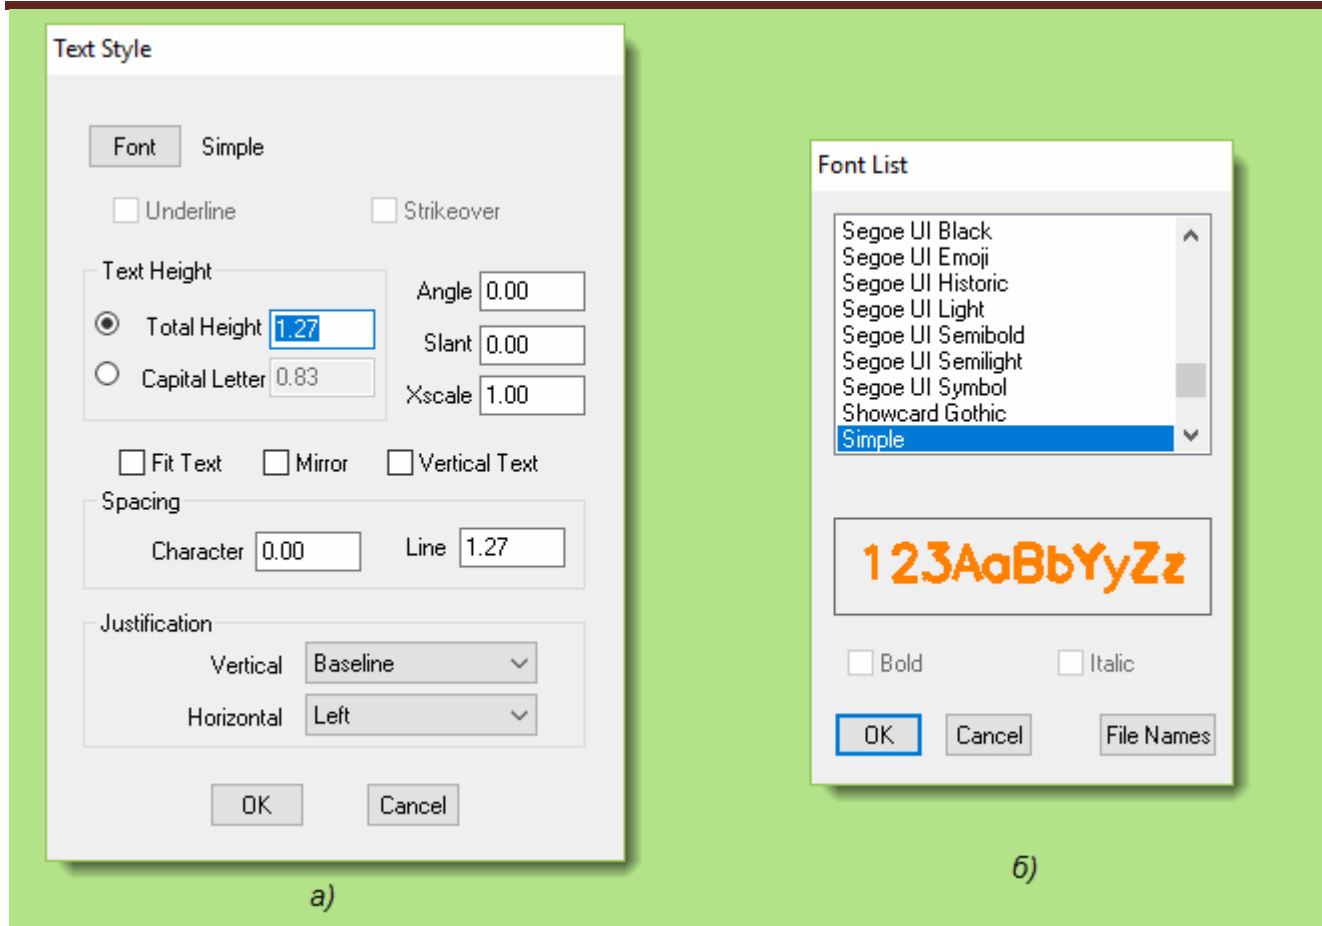 Text Style
Font Simple
Underline Strikeover
Text Height
Total Height 1.27
Capital Letter 0.83
Angle 0.00
Slant 0.00
Xscale 1.00
Fit Text Mirror Vertical Text
Spacing
Character 0.00 Line 1.27
Justification
Vertical Baseline
Horizontal Left
OK Cancel
а)
Font List
Segoe UI Black
Segoe UI Emoji
Segoe UI Historic
Segoe UI Light
Segoe UI Semibold
Segoe UI Semilight
Segoe UI Symbol
Showcard Gothic
Simple
123AaBbYyZz
Bold Italic
OK Cancel File Names
б)